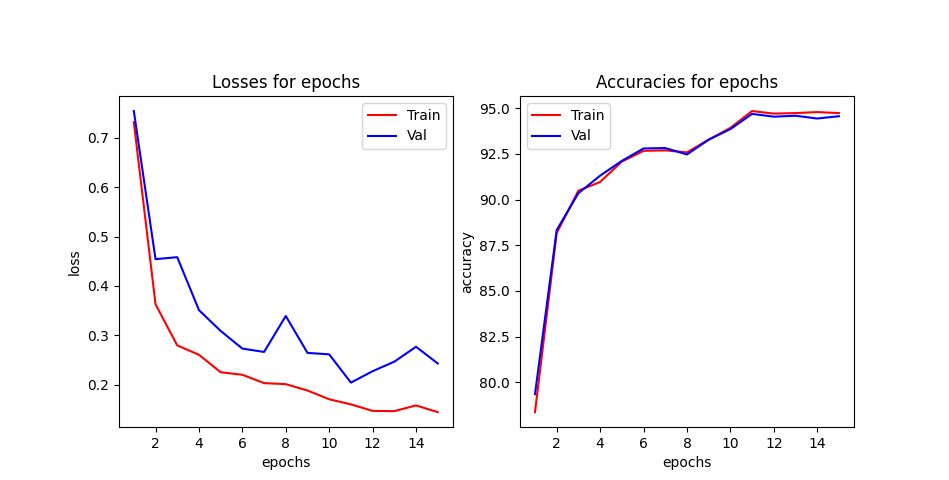 Losses for epochs
Train
Val
0.7
0.6
0.5
0.4
0.3
0.2
loss
2 4 6 8 10 12 14
epochs
Accuracies for epochs
Train
Val
95.0
92.5
90.0
87.5
85.0
82.5
80.0
accuracy
2 4 6 8 10 12 14
epochs